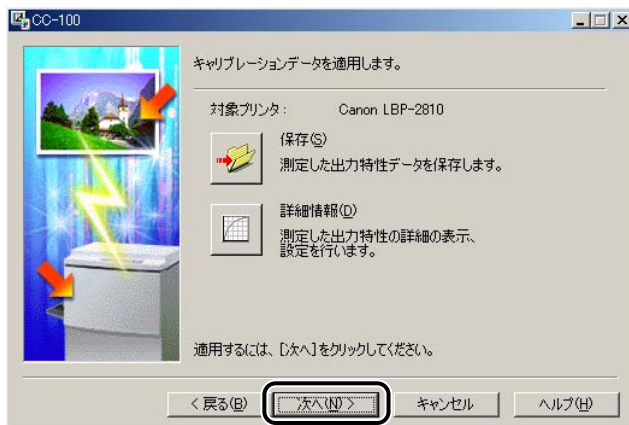 CC-100
キャリブレーションデータを適用します。
対象プリンタ： Canon LBP-2810
保存(S)
測定した出力特性データを保存します。
詳細情報(D)
測定した出力特性の詳細の表示、
設定を行います。
適用するには、[次へ]をクリックしてください。
< 戻る(B) 次へ(N) > キャンセル ヘルプ(H)